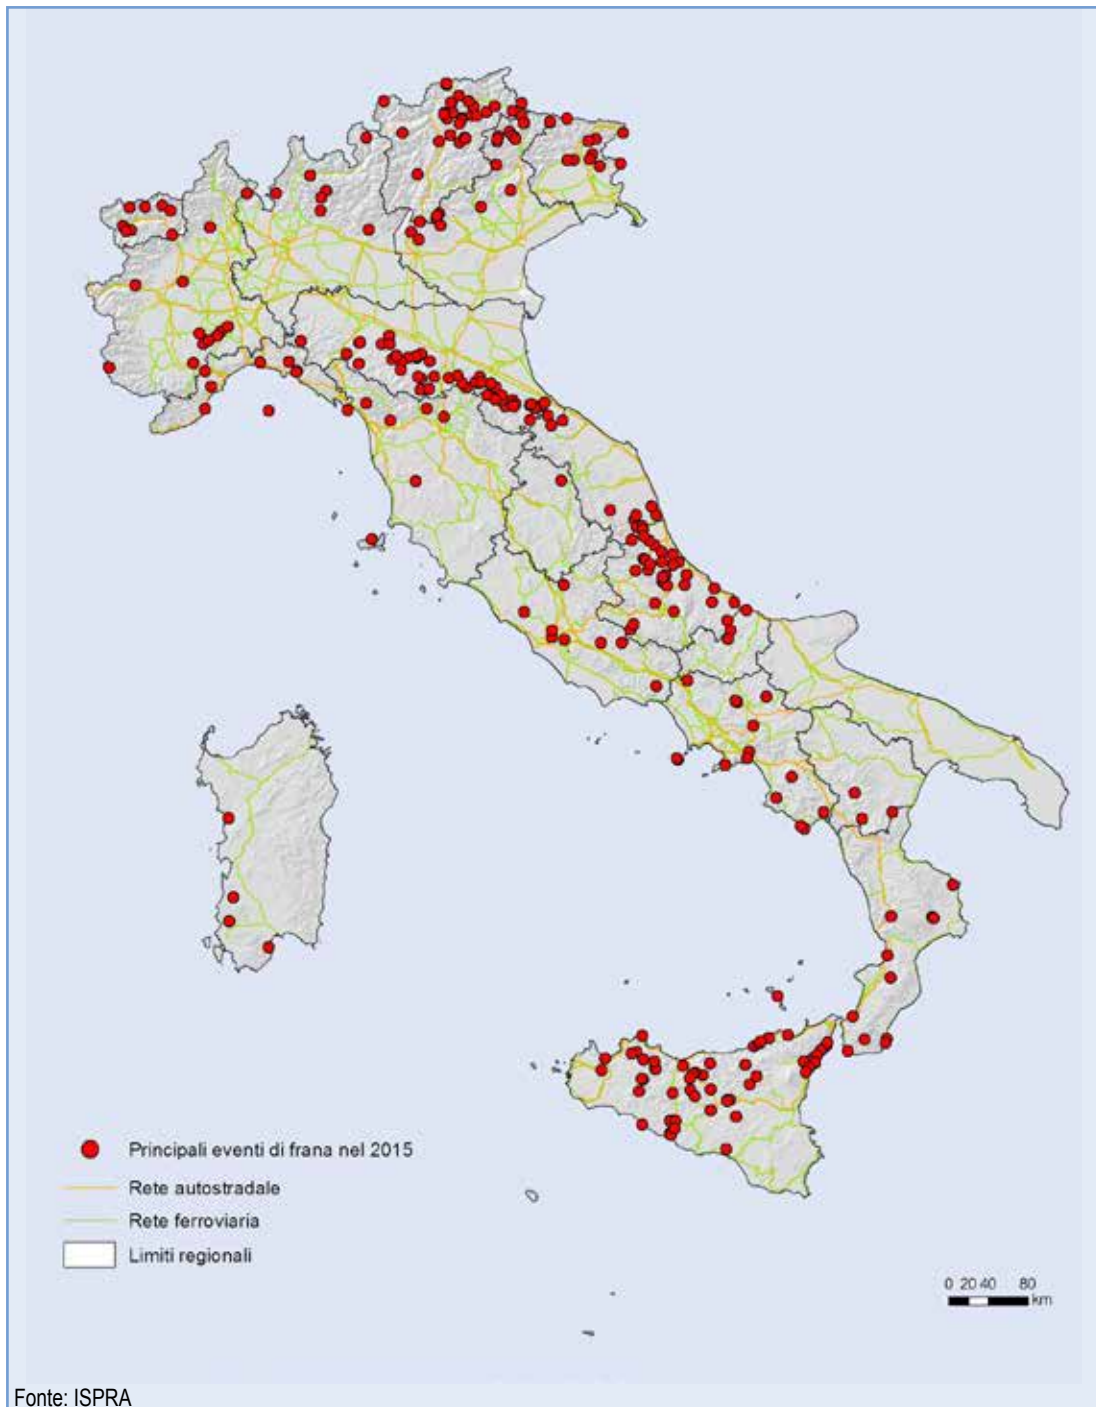 Principali eventi di frana nel 2015
Rete autostradale
Rete ferroviaria
Limiti regionali
0 20 40 80
km
Fonte: ISPRA